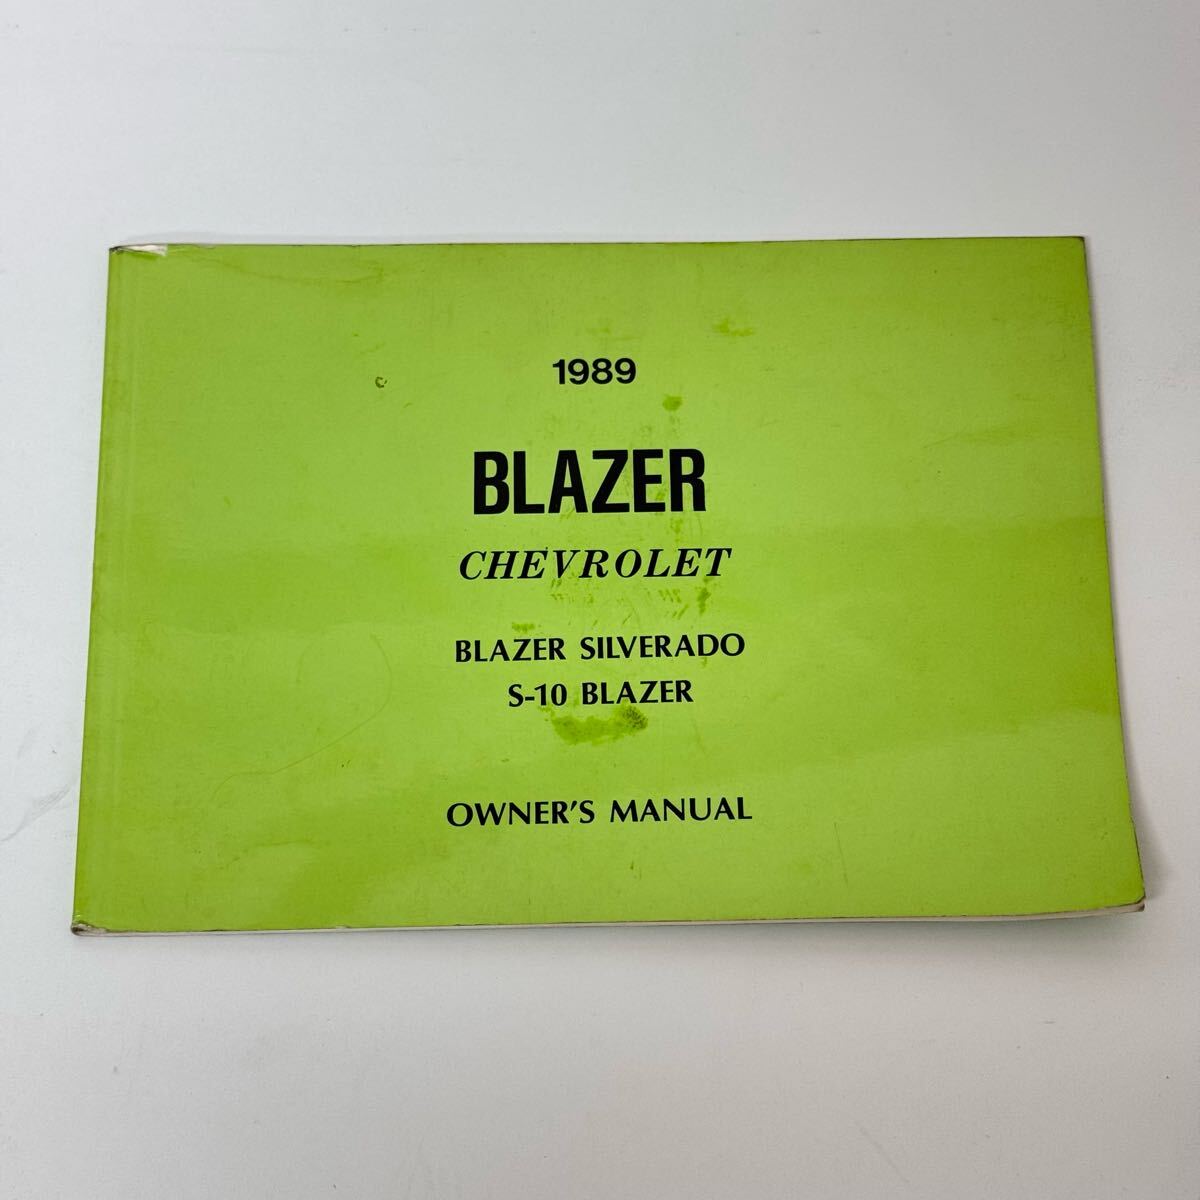 1989
BLAZER
CHEVROLET
BLAZER SILVERADO
S-10 BLAZER
OWNER'S MANUAL